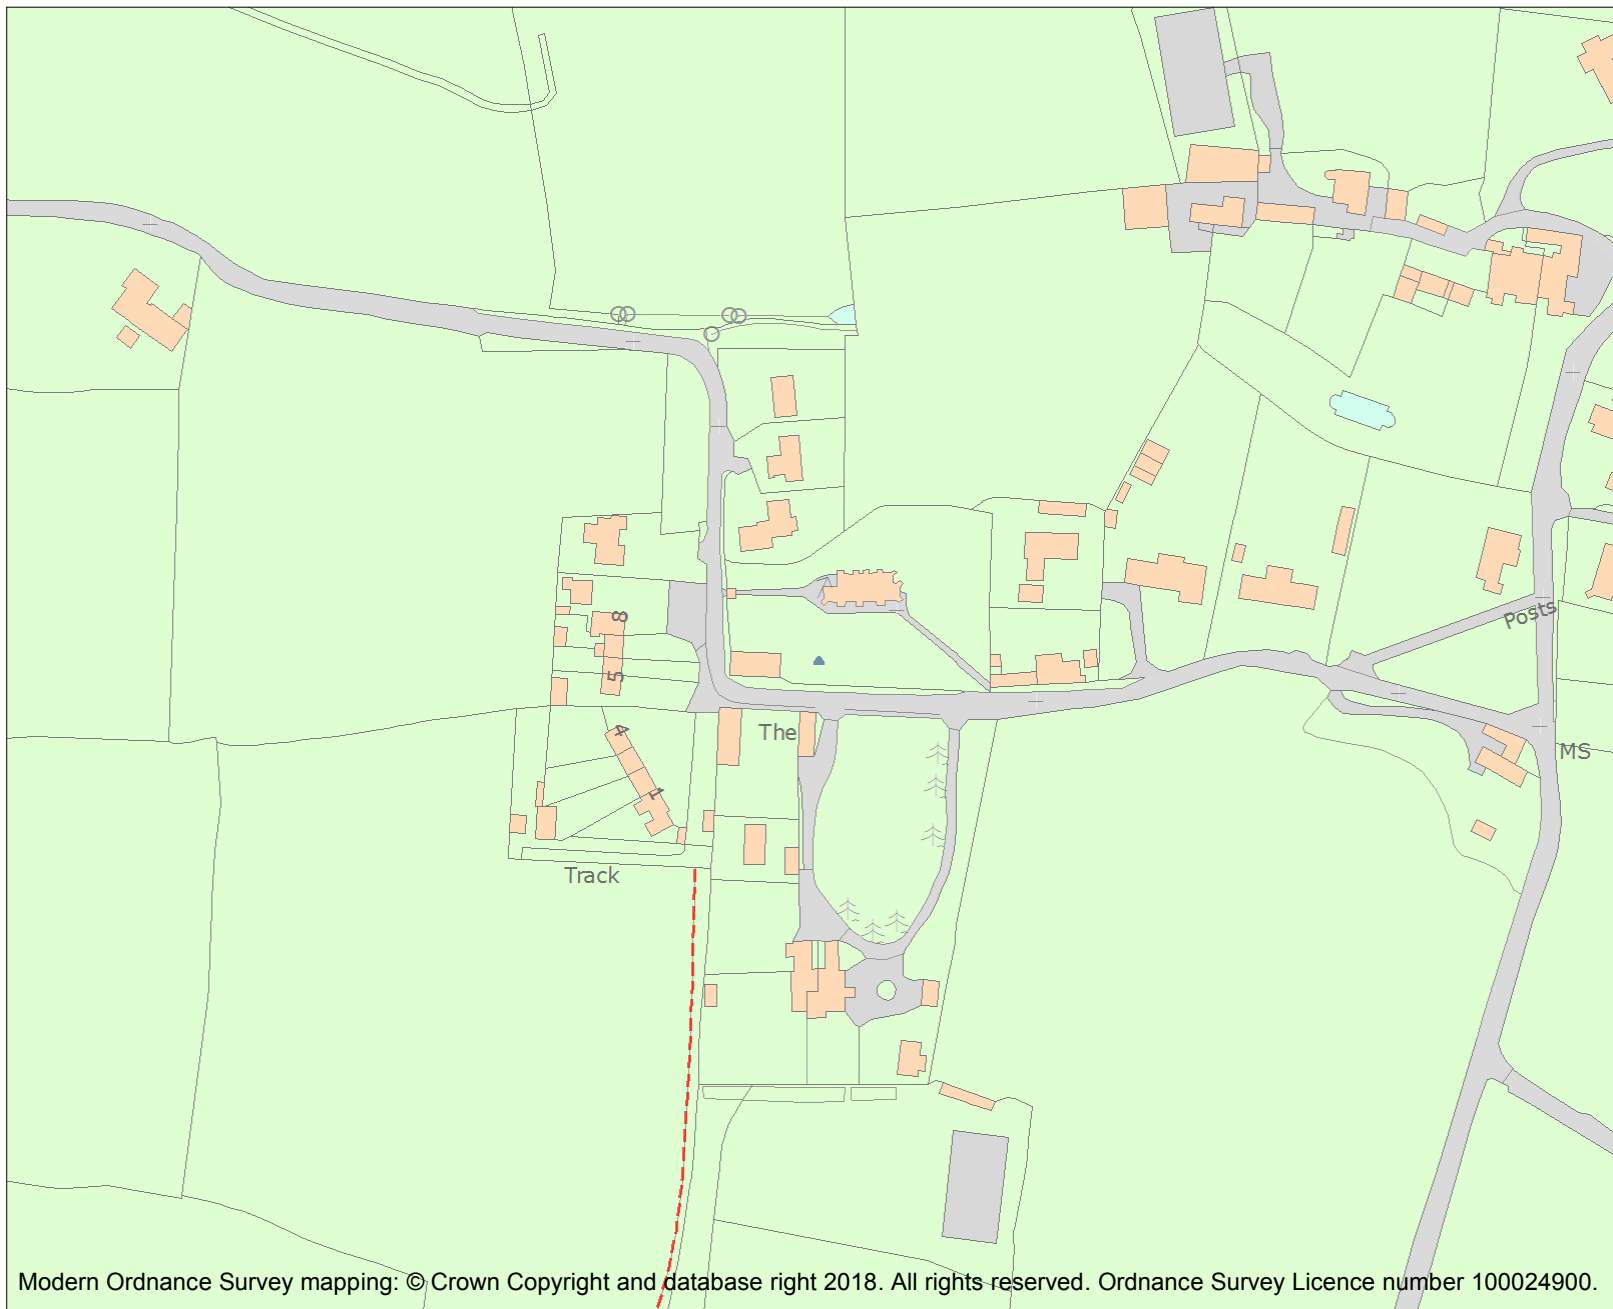 Posts
8
5
4
The
MS
1
Track
Modern Ordnance Survey mapping: © Crown Copyright and database right 2018. All rights reserved. Ordnance Survey Licence number 100024900.